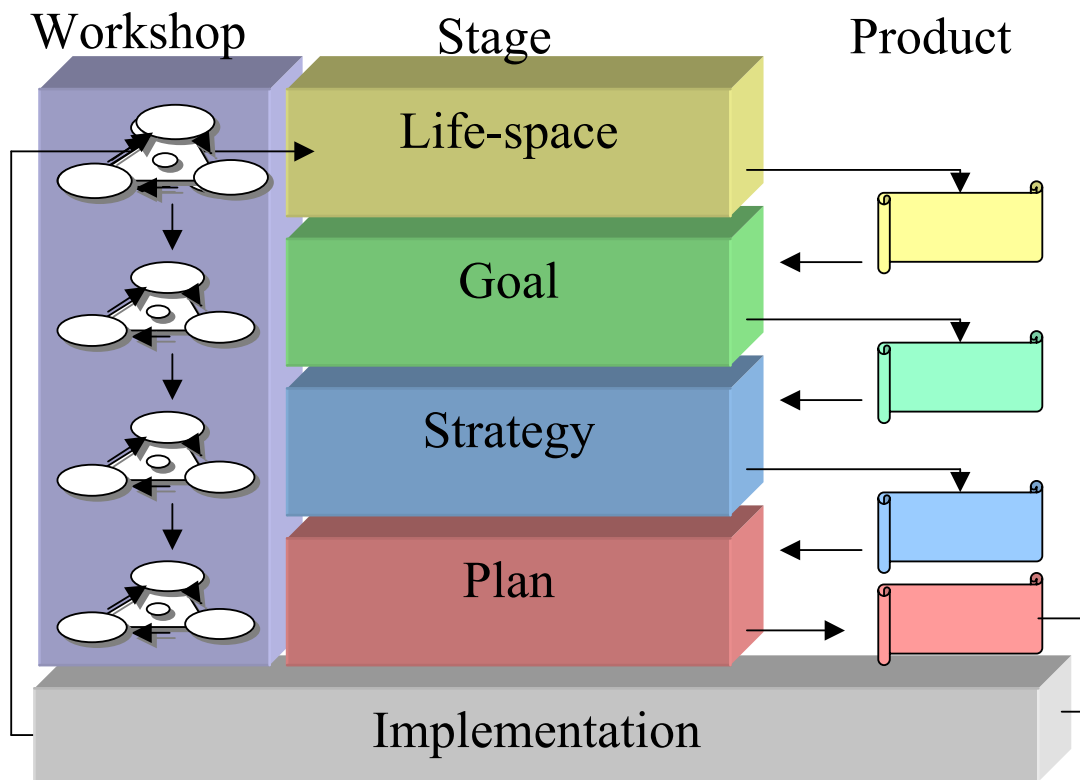 Workshop
Stage
Product
Life-space
Goal
Strategy
Plan
Implementation